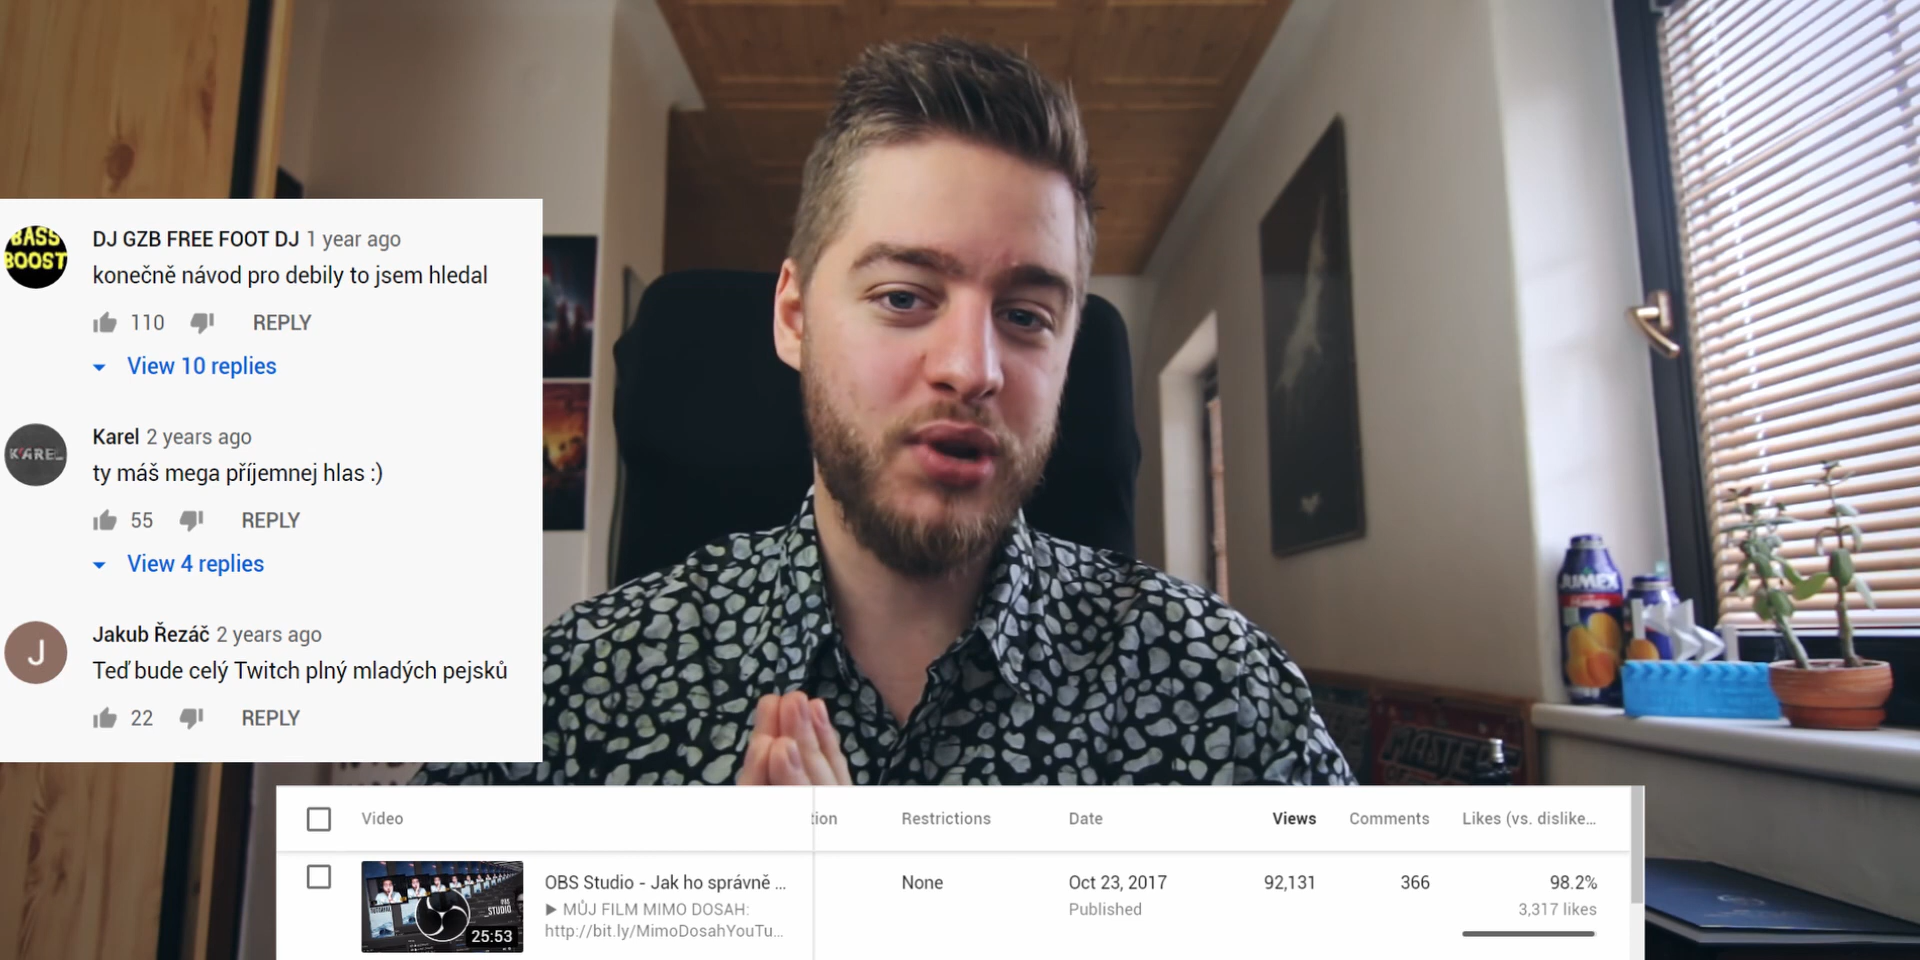 BASS
BOOST
DJ GZB FREE FOOT DJ 1 year ago
konečně návod pro debily to jsem hledal
110 REPLY
View 10 replies
KAREL
Karel 2 years ago
ty máš mega příjemnej hlas :)
55 REPLY
View 4 replies
J
Jakub Řezáč 2 years ago
Teď bude celý Twitch plný mladých pejsků
22 REPLY
JUMEX
MASTERS
Video tion Restrictions Date Views Comments Likes (vs. dislike…
OBS Studio - Jak ho správně … None Oct 23, 2017 92,131 366 98.2%
▶ MŮJ FILM MIMO DOSAH: Published 3,317 likes
http://bit.ly/MimoDosahYouTu…
OBS
STUDIO
25:53